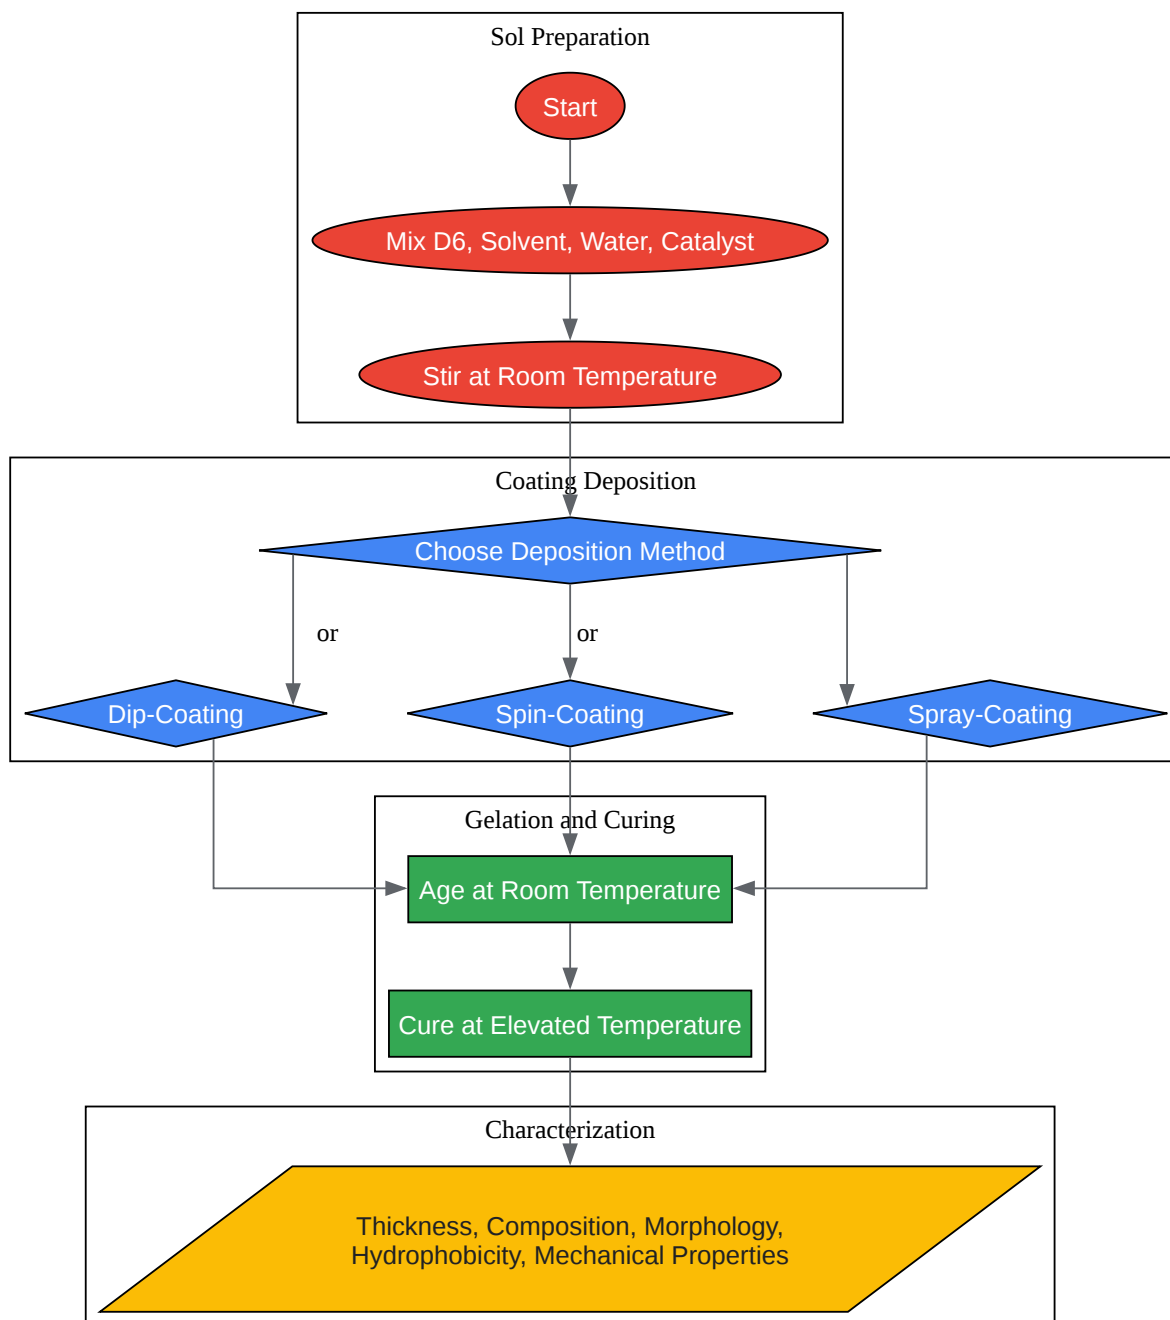 Sol Preparation
Start
Mix D6, Solvent, Water, Catalyst
Stir at Room Temperature
Coating Deposition
Choose Deposition Method
or
or
Dip-Coating
Spin-Coating
Spray-Coating
Gelation and Curing
Age at Room Temperature
Cure at Elevated Temperature
Characterization
Thickness, Composition, Morphology,
Hydrophobicity, Mechanical Properties